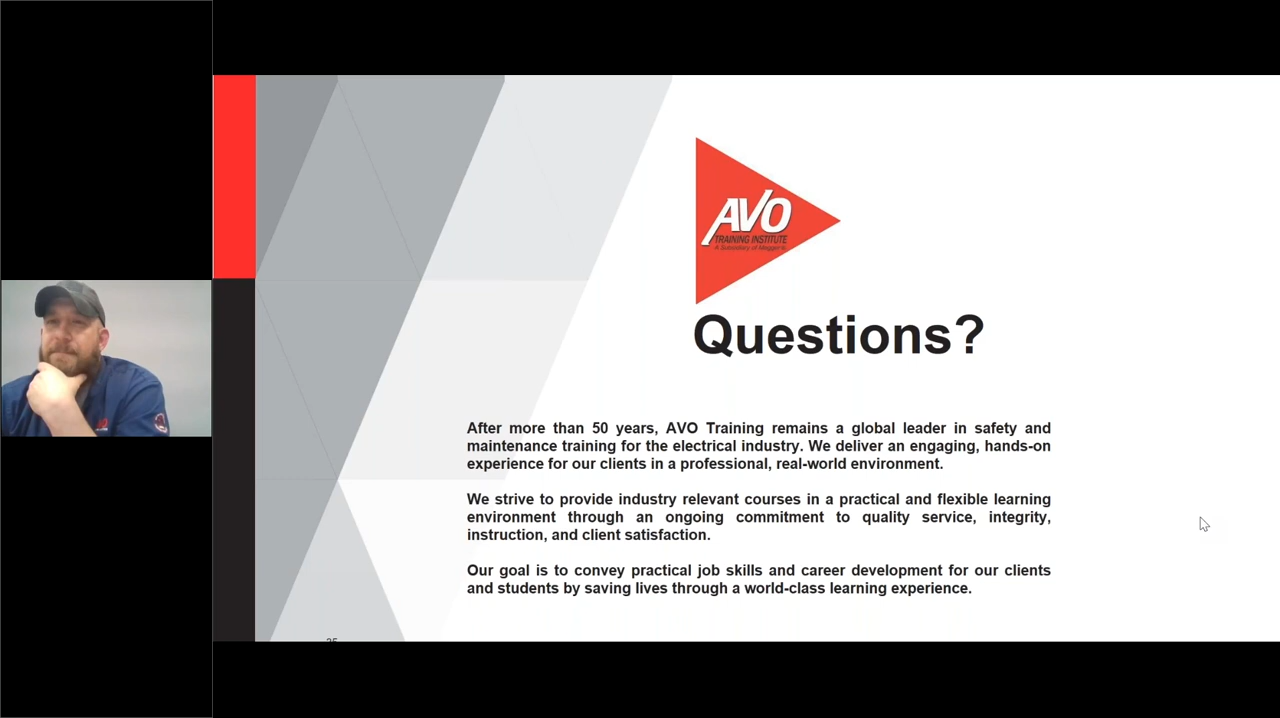 AVO
TRAINING INSTITUTE
A Subsidiary of Megger®
Questions?
After more than 50 years, AVO Training remains a global leader in safety and
maintenance training for the electrical industry. We deliver an engaging, hands-on
experience for our clients in a professional, real-world environment.
We strive to provide industry relevant courses in a practical and flexible learning
environment through an ongoing commitment to quality service, integrity,
instruction, and client satisfaction.
Our goal is to convey practical job skills and career development for our clients
and students by saving lives through a world-class learning experience.